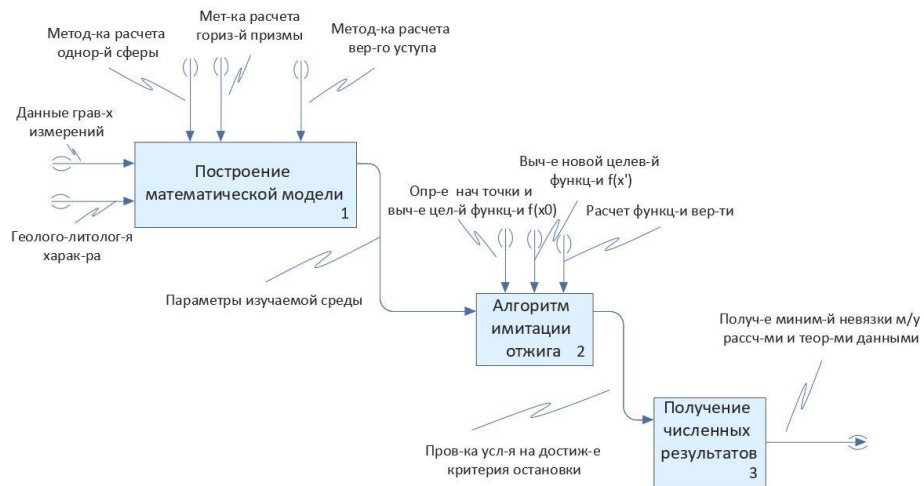 Метод-ка расчета
однор-й сферы
Мет-ка расчета
гориз-й призмы
Метод-ка расчета
вер-го уступа
Данные грав-х
измерений
Построение
математической модели
1
Геолого-литолог-я
харак-ра
Параметры изучаемой среды
Опр-е нач точки и
выч-е цел-й функц-и f(x0)
Выч-е новой целев-й
функц-и f(x')
Расчет функц-и вер-ти
Алгоритм
имитации
отжига 2
Получ-е миним-й невязки м/у
рассч-ми и теор-ми данными
Пров-ка усл-я на достиж-е
критерия остановки
Получение
численных
результатов
3